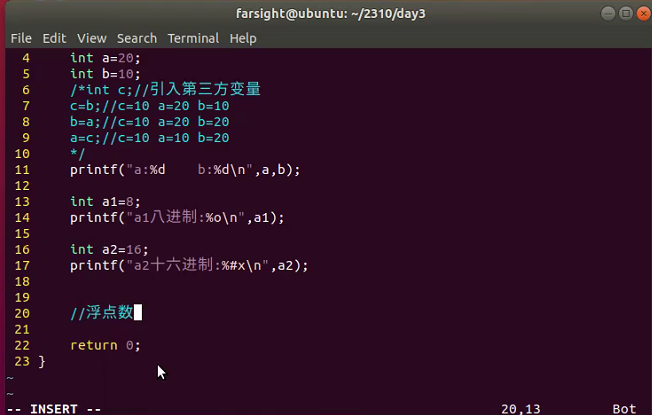 farsight@ubuntu: ~/2310/day3
File Edit View Search Terminal Help
4 int a=20;
5 int b=10;
6 /*int c;//引入第三方变量
7 c=b;//c=10 a=20 b=10
8 b=a;//c=10 a=20 b=20
9 a=c;//c=10 a=10 b=20
10 */
11 printf("a:%d    b:%d\n",a,b);
12
13 int a1=8;
14 printf("a1八进制:%o\n",a1);
15
16 int a2=16;
17 printf("a2十六进制:%#x\n",a2);
18
19
20 //浮点数
21
22 return 0;
23 }
~
~
-- INSERT -- 20,13 Bot